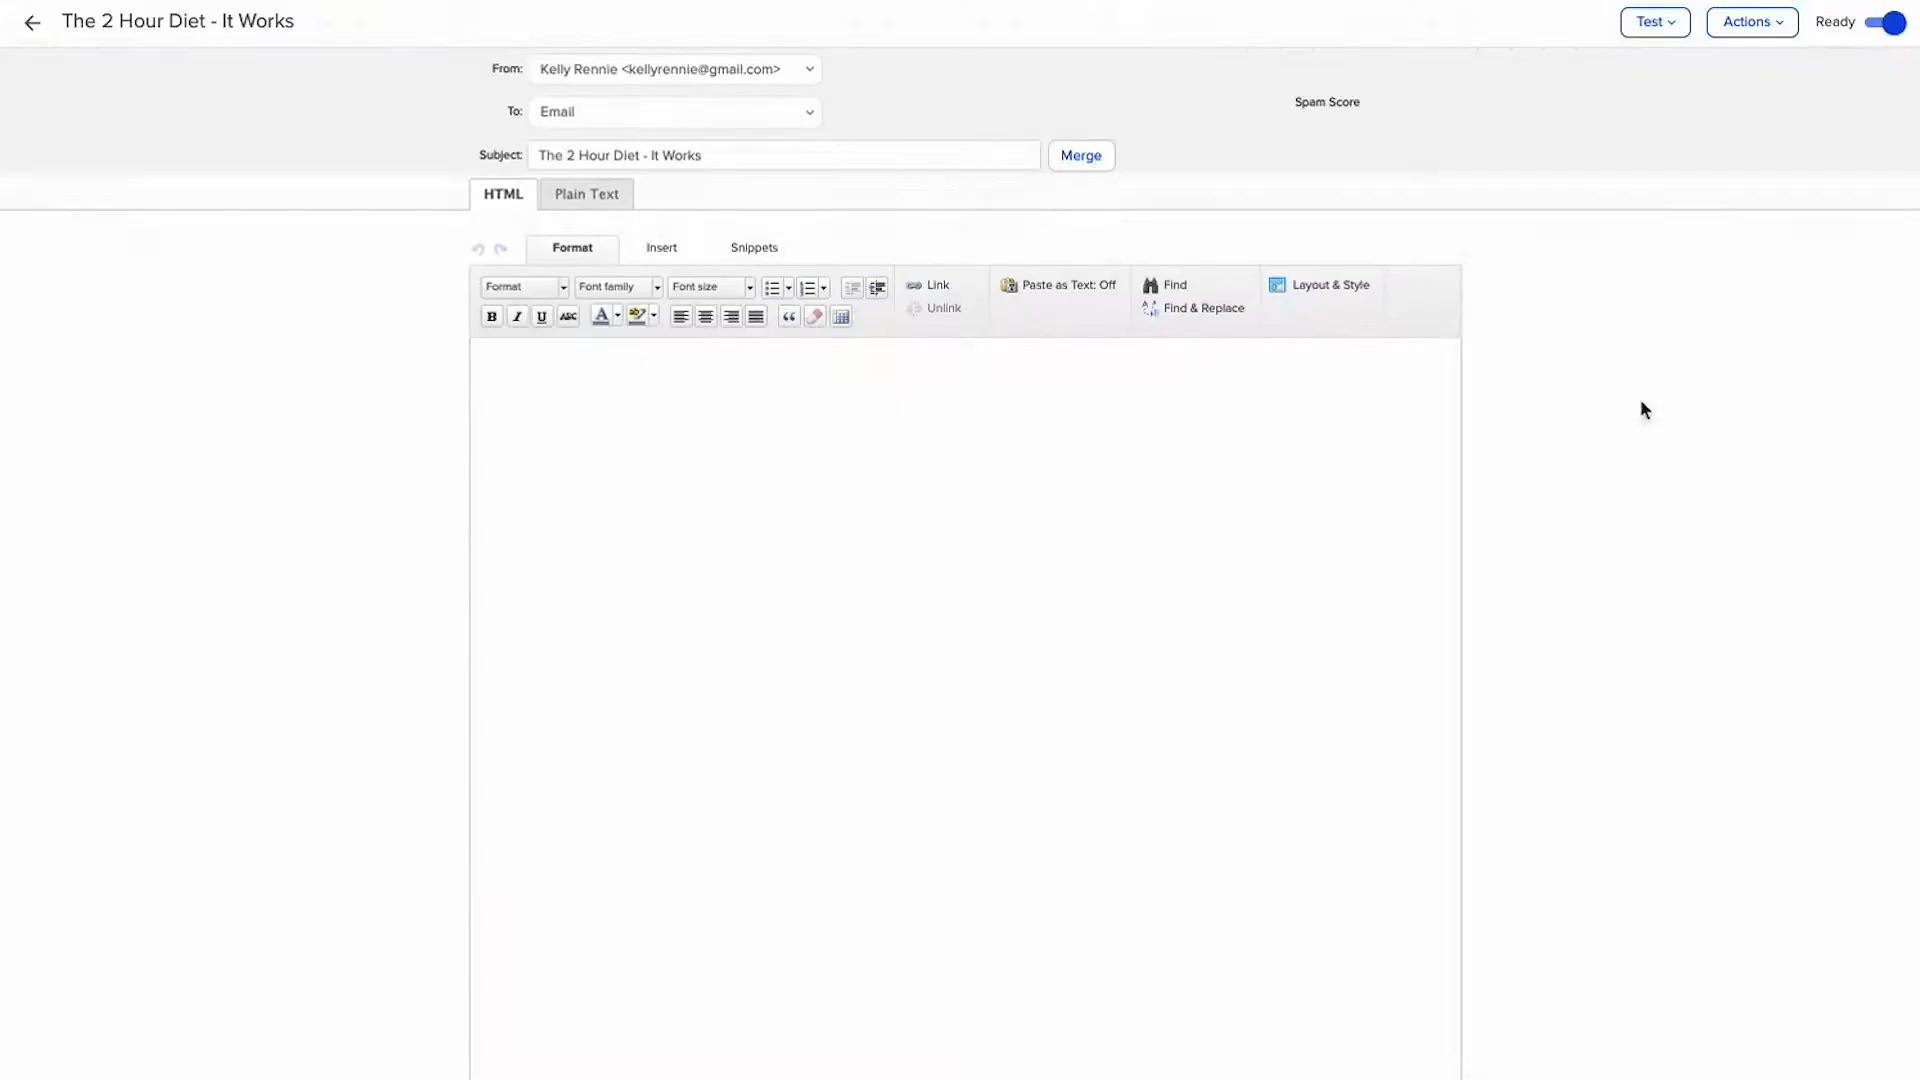 The 2 Hour Diet - It Works
Test
Actions
Ready
From:
Kelly Rennie <kellyrennie@gmail.com>
To:
Email
Spam Score
Subject:
The 2 Hour Diet - It Works
Merge
HTML
Plain Text
Format
Insert
Snippets
Format
Font family
Font size
Link
Paste as Text: Off
Find
Layout & Style
B
I
U
ABC
A
ab
Unlink
Find & Replace